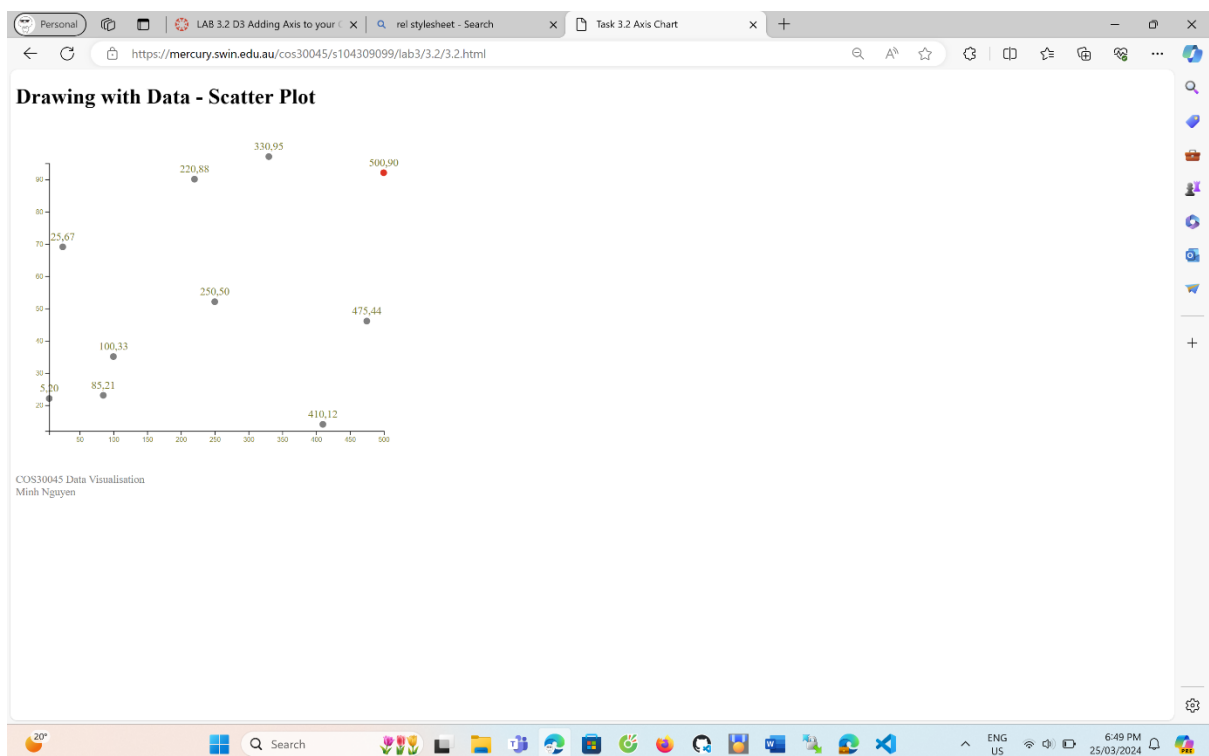 Personal
LAB 3.2 D3 Adding Axis to your C
rel stylesheet - Search
Task 3.2 Axis Chart
https://mercury.swin.edu.au/cos30045/s104309099/lab3/3.2/3.2.html
Drawing with Data - Scatter Plot
330,95
500,90
220,88
90
80
25,67
70
60
250,50
50
475,44
40
100,33
30
5,20
85,21
20
410,12
50 100 150 200 250 300 350 400 450 500
COS30045 Data Visualisation
Minh Nguyen
20°
Search
ENG
US
6:49 PM
25/03/2024
PRE